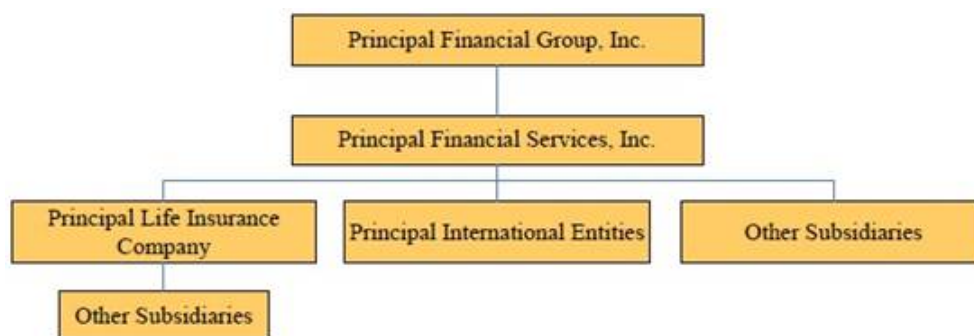 Principal Financial Group, Inc.
Principal Financial Services, Inc.
Principal Life Insurance
Company
Principal International Entities
Other Subsidiaries
Other Subsidiaries